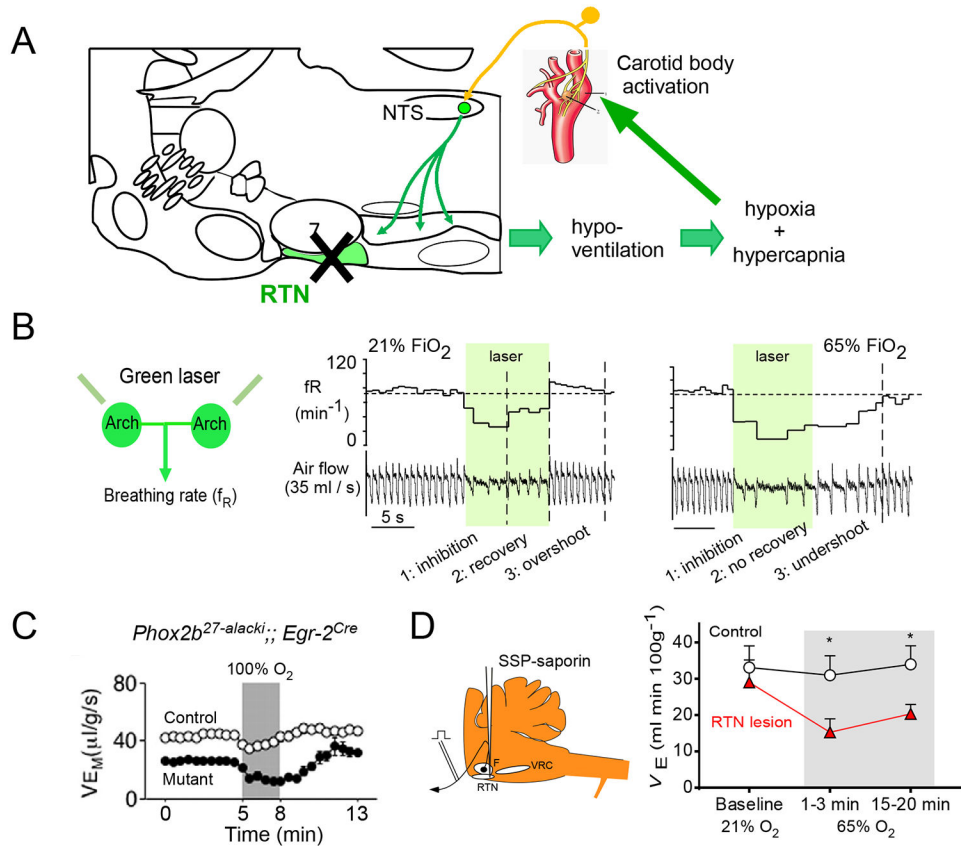 A
NTS
Carotid body
activation
7
RTN
hypo-
ventilation
hypoxia
+
hypercapnia
B
Green laser
Arch
Arch
Breathing rate (fR)
21% FiO2
laser
120
fR
(min-1)
0
Air flow
(35 ml / s)
5 s
1: inhibition
2: recovery
3: overshoot
65% FiO2
laser
1: inhibition
2: no recovery
3: undershoot
C
Phox2b27-alacki;; Egr-2Cre
100% O2
80
40
0
VEM(µl/g/s)
Control
Mutant
0 5 8 13
Time (min)
D
SSP-saporin
F
VRC
RTN
VE (ml min 100g-1)
40
30
20
10
0
Control
* *
RTN lesion
Baseline 1-3 min 15-20 min
21% O2 65% O2